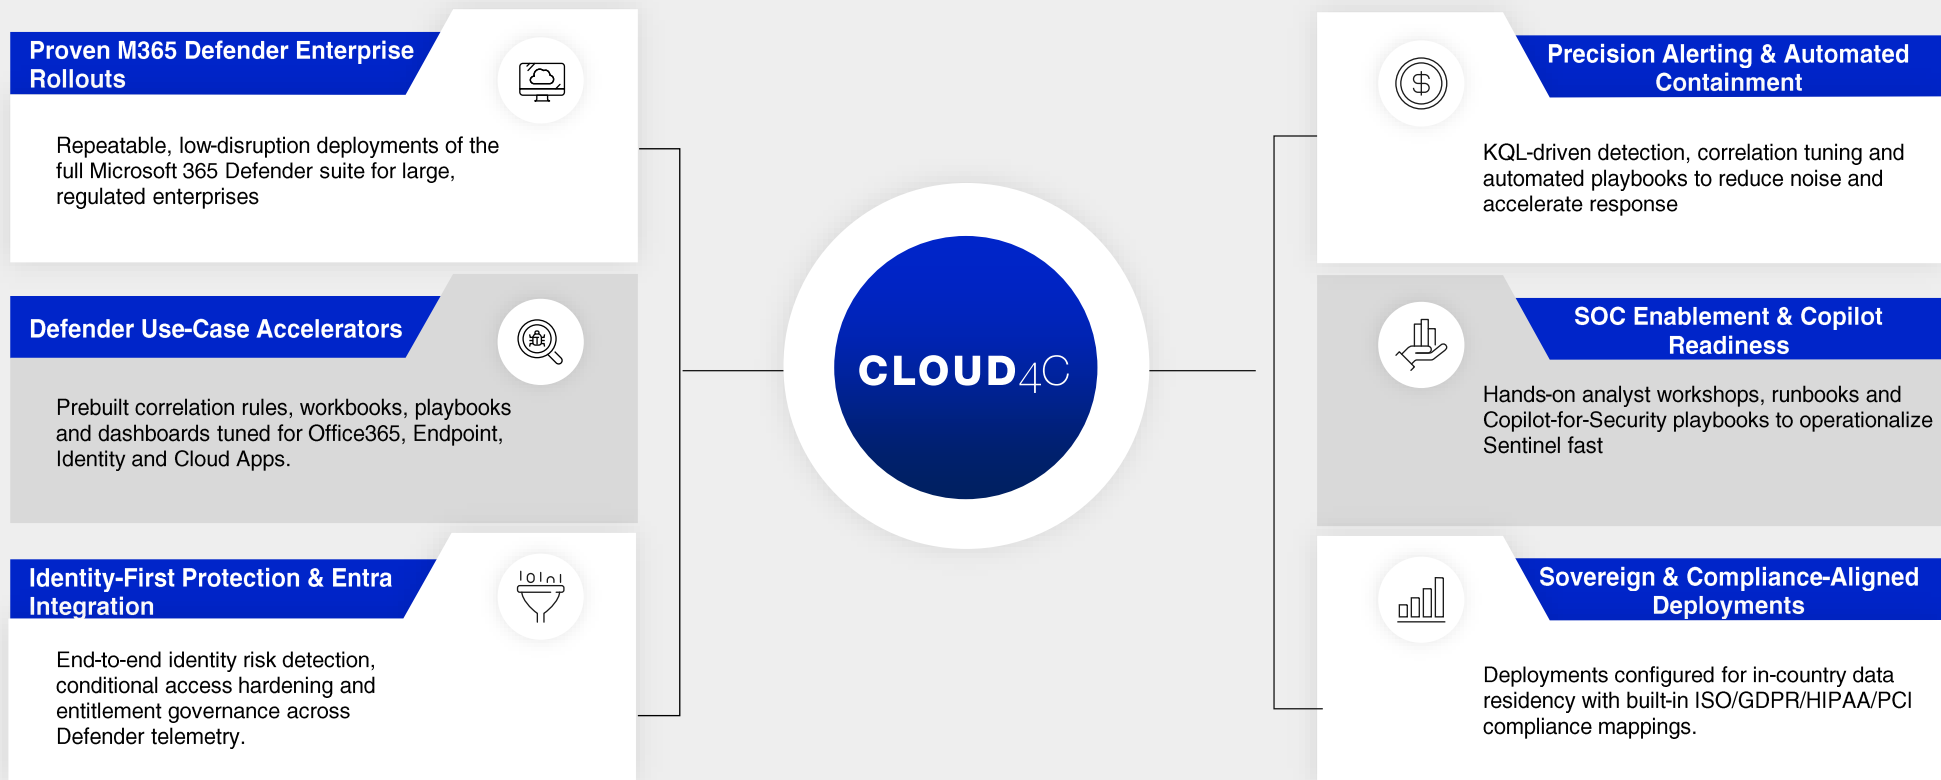 Proven M365 Defender Enterprise
Rollouts
Repeatable, low-disruption deployments of the
full Microsoft 365 Defender suite for large,
regulated enterprises
Defender Use-Case Accelerators
Prebuilt correlation rules, workbooks, playbooks
and dashboards tuned for Office365, Endpoint,
Identity and Cloud Apps.
Identity-First Protection & Entra
Integration
End-to-end identity risk detection,
conditional access hardening and
entitlement governance across
Defender telemetry.
CLOUD4C
Precision Alerting & Automated
Containment
KQL-driven detection, correlation tuning and
automated playbooks to reduce noise and
accelerate response
SOC Enablement & Copilot
Readiness
Hands-on analyst workshops, runbooks and
Copilot-for-Security playbooks to operationalize
Sentinel fast
Sovereign & Compliance-Aligned
Deployments
Deployments configured for in-country data
residency with built-in ISO/GDPR/HIPAA/PCI
compliance mappings.